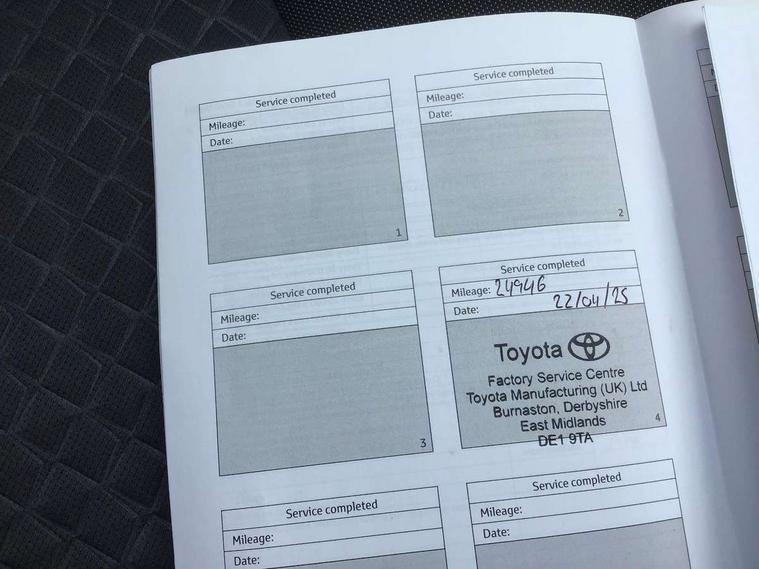 Service completed
Mileage:
Date:
1
Service completed
Mileage:
Date:
2
Service completed
Mileage:
Date:
3
Service completed
Mileage: 24946
Date: 22/04/25
Toyota
Factory Service Centre
Toyota Manufacturing (UK) Ltd
Burnaston, Derbyshire
East Midlands
DE1 9TA
4
Service completed
Mileage:
Date:
Service completed
Mileage:
Date: